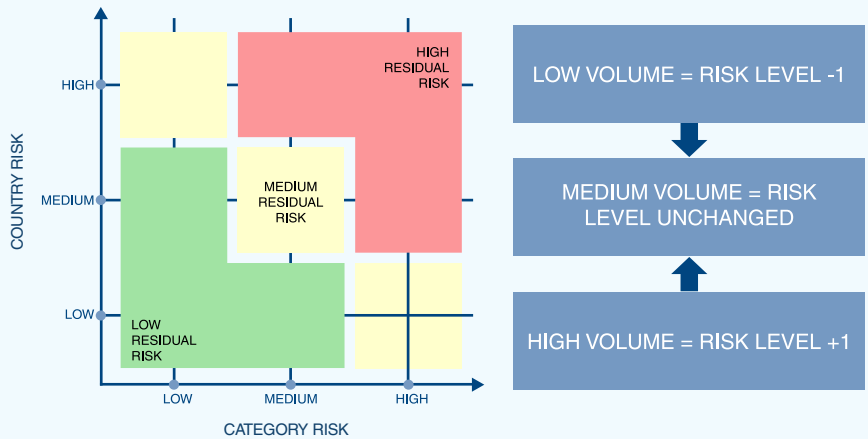 COUNTRY RISK
HIGH
MEDIUM
LOW
HIGH
RESIDUAL
RISK
MEDIUM
RESIDUAL
RISK
LOW
RESIDUAL
RISK
LOW
MEDIUM
HIGH
CATEGORY RISK
LOW VOLUME = RISK LEVEL -1
MEDIUM VOLUME = RISK
LEVEL UNCHANGED
HIGH VOLUME = RISK LEVEL +1